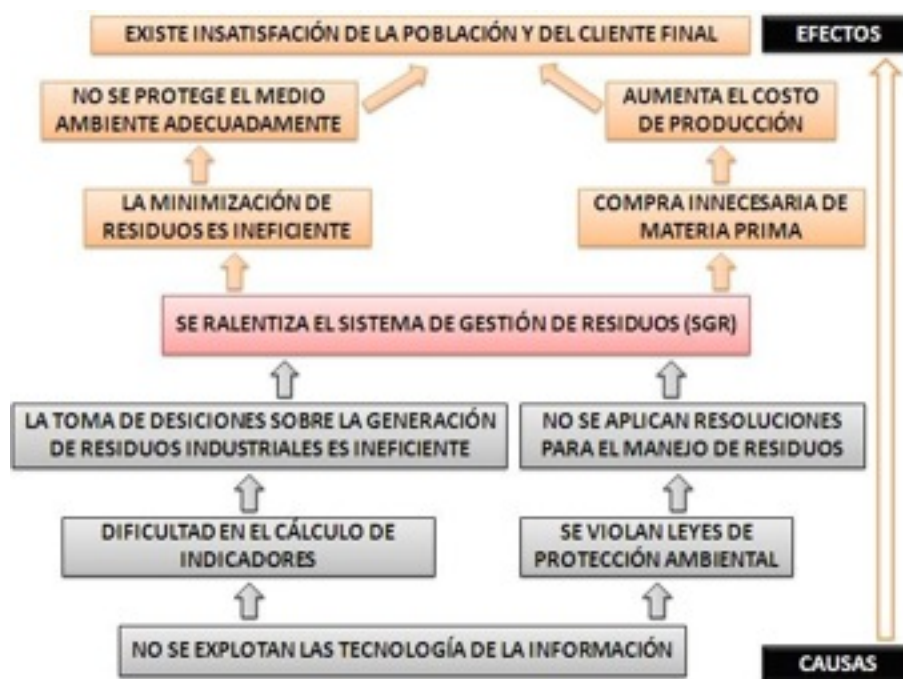 EXISTE INSATISFACIÓN DE LA POBLACIÓN Y DEL CLIENTE FINAL
EFECTOS
NO SE PROTEGE EL MEDIO
AMBIENTE ADECUADAMENTE
AUMENTA EL COSTO
DE PRODUCCIÓN
LA MINIMIZACIÓN DE
RESIDUOS ES INEFICIENTE
COMPRA INNECESARIA DE
MATERIA PRIMA
SE RALENTIZA EL SISTEMA DE GESTIÓN DE RESIDUOS (SGR)
LA TOMA DE DESICIONES SOBRE LA GENERACIÓN
DE RESIDUOS INDUSTRIALES ES INEFICIENTE
NO SE APLICAN RESOLUCIONES
PARA EL MANEJO DE RESIDUOS
DIFICULTAD EN EL CÁLCULO DE
INDICADORES
SE VIOLAN LEYES DE
PROTECCIÓN AMBIENTAL
NO SE EXPLOTAN LAS TECNOLOGÍA DE LA INFORMACIÓN
CAUSAS